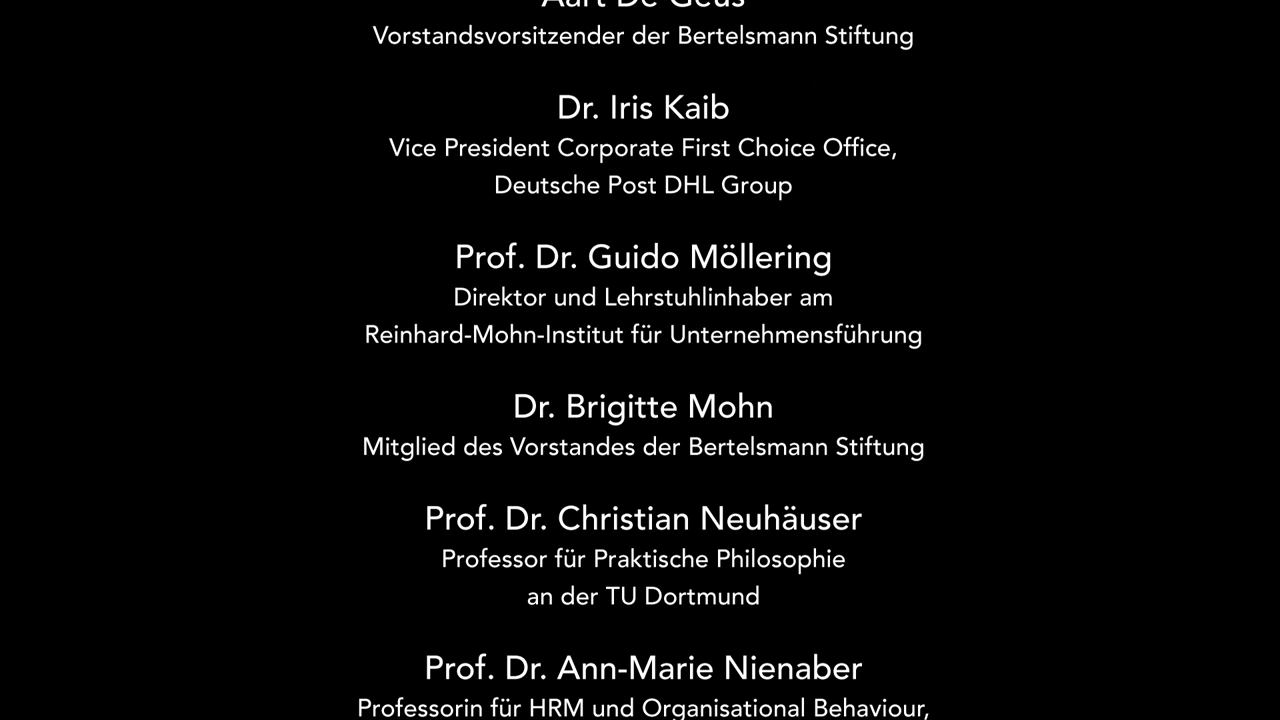 Aart De Geus
Vorstandsvorsitzender der Bertelsmann Stiftung
Dr. Iris Kaib
Vice President Corporate First Choice Office,
Deutsche Post DHL Group
Prof. Dr. Guido Möllering
Direktor und Lehrstuhlinhaber am
Reinhard-Mohn-Institut für Unternehmensführung
Dr. Brigitte Mohn
Mitglied des Vorstandes der Bertelsmann Stiftung
Prof. Dr. Christian Neuhäuser
Professor für Praktische Philosophie
an der TU Dortmund
Prof. Dr. Ann-Marie Nienaber
Professorin für HRM und Organisational Behaviour,